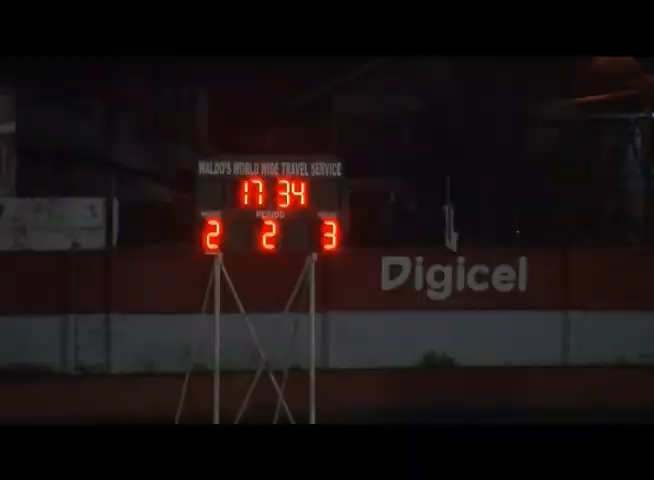 WALDO'S WORLD WIDE TRAVEL SERVICE
17 34
PERIOD
2 2 3
Digicel